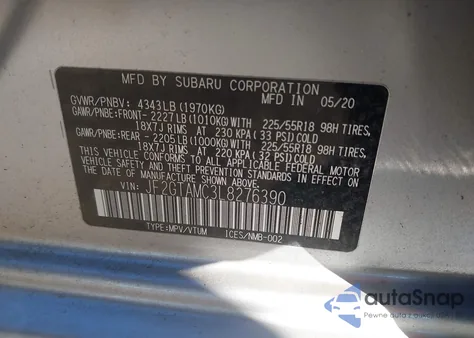 MFD BY SUBARU CORPORATION
IN 05/20
GVWR/PNBV: 4343LB(1970KG)
GAWR/PNBE:FRONT- 2227LB(1010KG)WITH 225/55R18 98H TIRES,
18X7J RIMS AT 230 KPA(33 PSI)COLD
GAWR/PNBE:REAR- 2205LB(1000KG)WITH 225/55R18 98H TIRES,
18X7J RIMS AT 220 KPA(32 PSI)COLD
THIS VEHICLE CONFORMS TO ALL APPLICABLE FEDERAL MOTOR
VEHICLE SAFETY AND BUMPER STANDARDS IN EFFECT ON THE
DATE OF MANUFACTURE SHOWN ABOVE.
VIN: JF2GTAMC3L8276390
TYPE:MPV/VTUM ICES/NMB-002
autoSnap
Pewne auta z